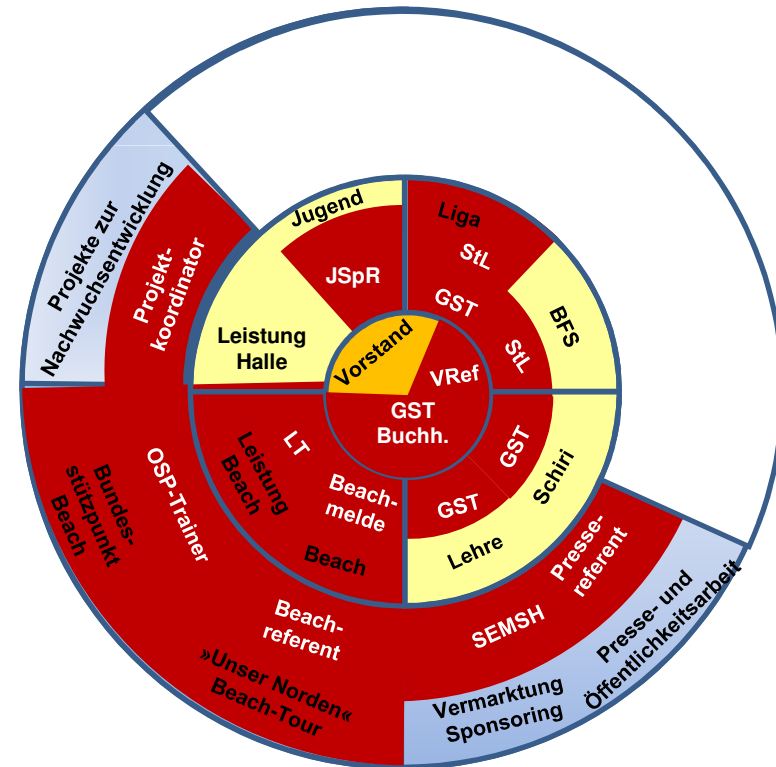 Projekte zur
Nachwuchsentwicklung
Projekt-
koordinator
Jugend
JSpR
Leistung
Halle
Liga
StL
GST
StL
BFS
Vorstand
VRef
GST
Buchh.
LT
Leistung
Beach
Beach-
melde
Beach
GST
GST
Schiri
Lehre
Bundes-
stützpunkt
Beach
OSP-Trainer
Beach-
referent
»Unser Norden«
Beach-Tour
Presse-
referent
SEMSH
Presse- und
Öffentlichkeitsarbeit
Vermarktung
Sponsoring